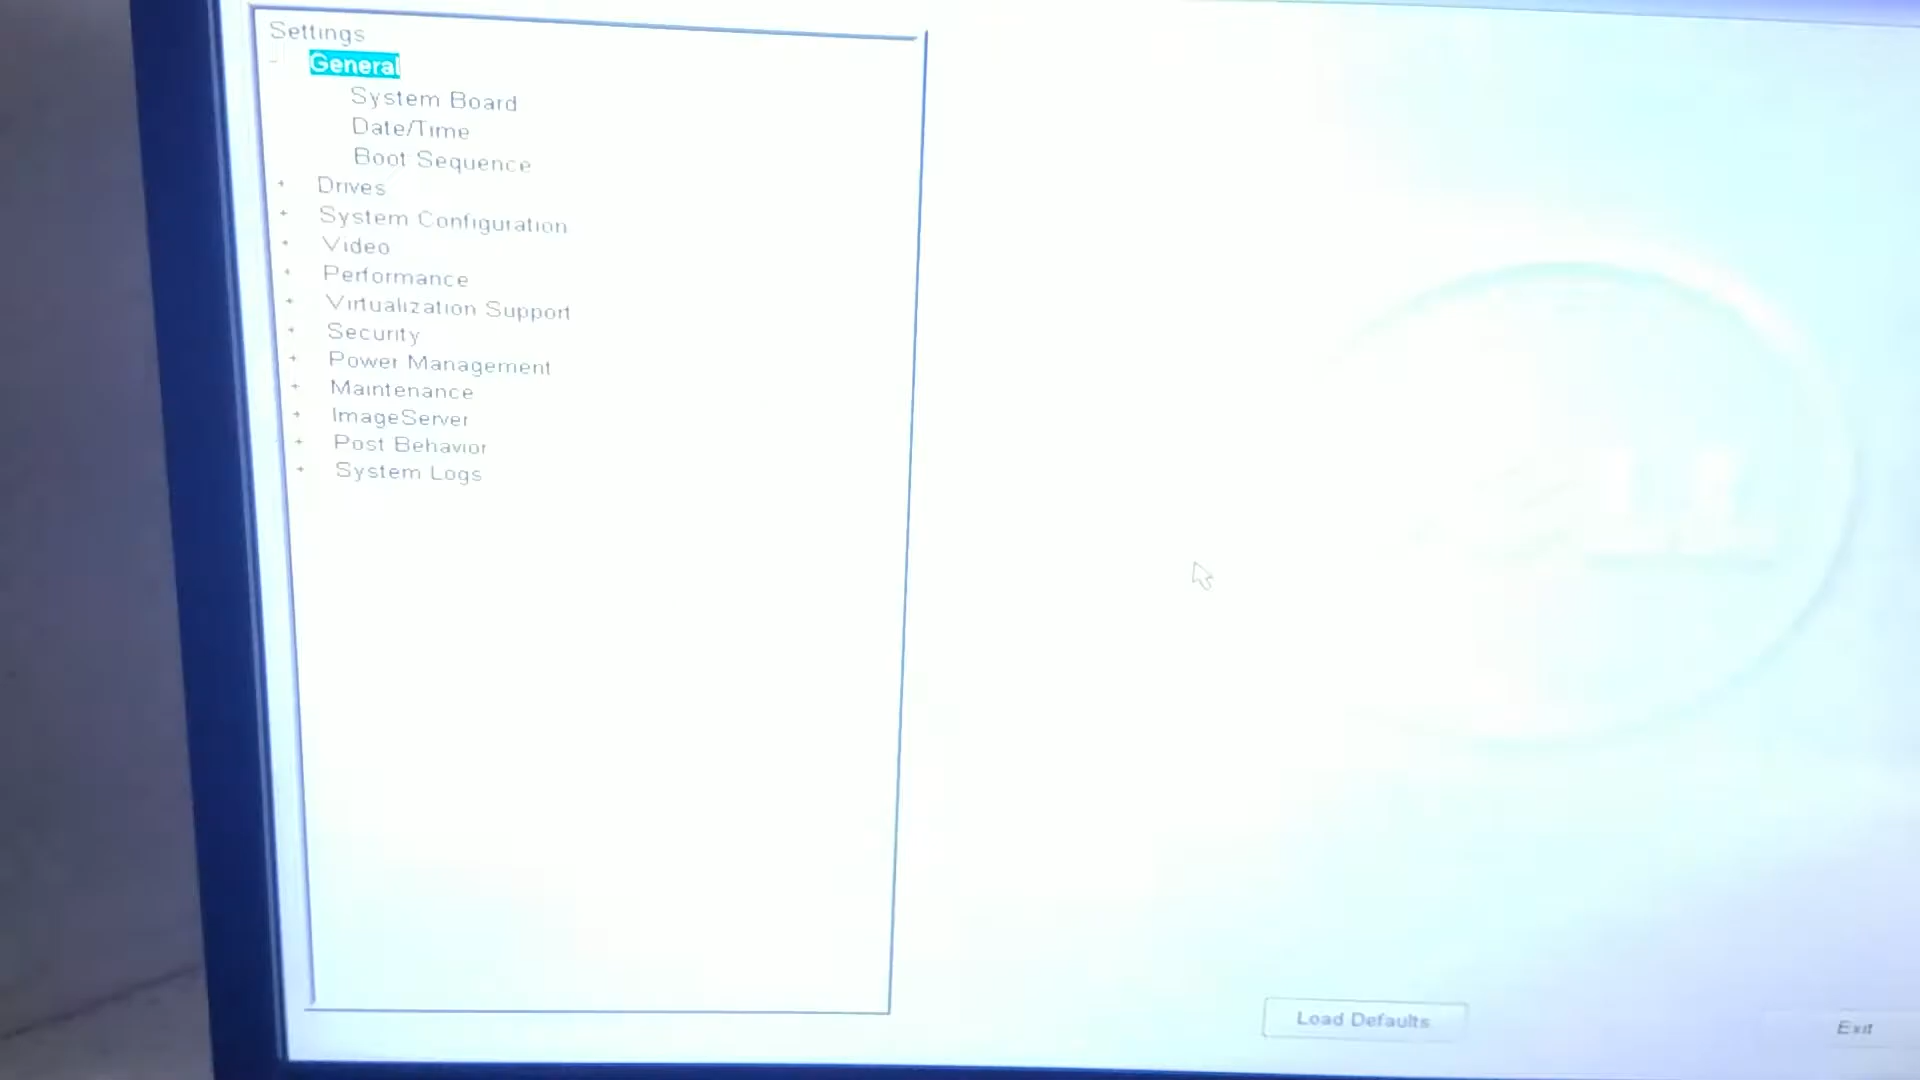 Settings
General
System Board
Date/Time
Boot Sequence
+ Drives
+ System Configuration
+ Video
+ Performance
+ Virtualization Support
+ Security
+ Power Management
+ Maintenance
+ ImageServer
+ Post Behavior
+ System Logs
Load Defaults
Exit